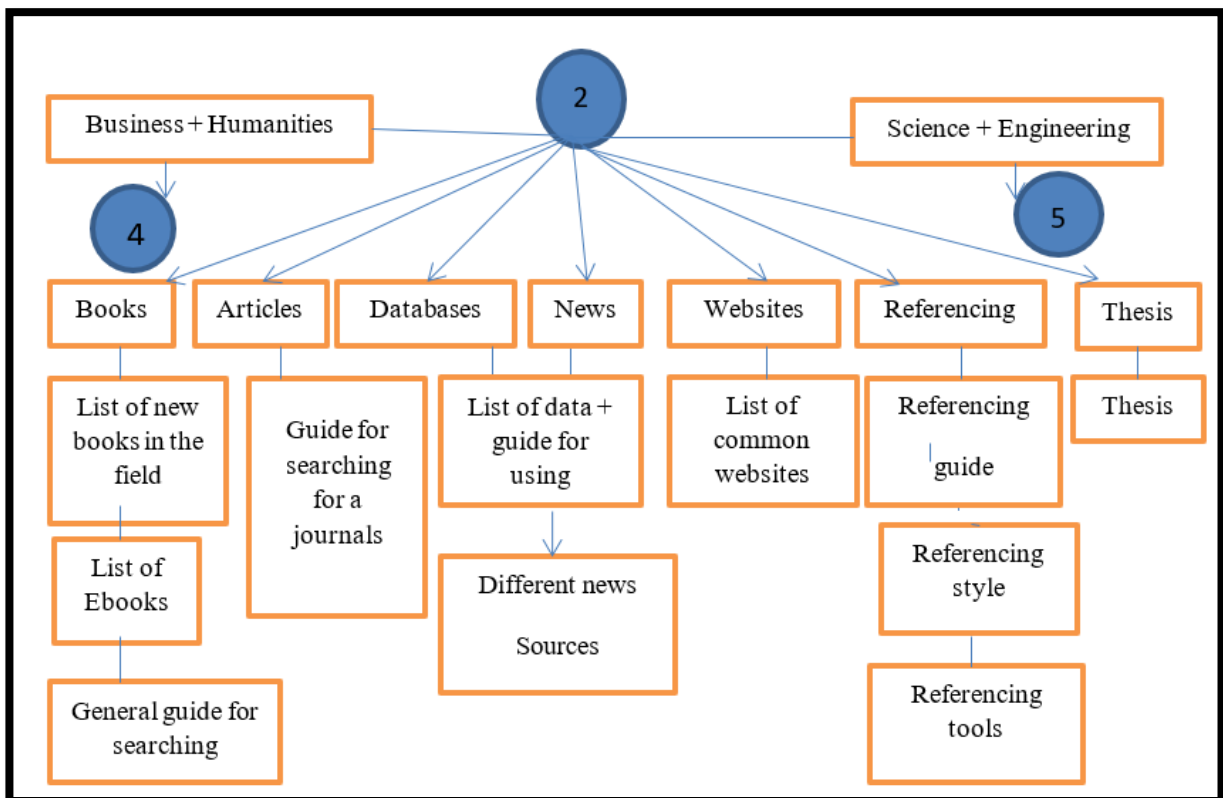 2
Business + Humanities
Science + Engineering
4
5
Books
Articles
Databases
News
Websites
Referencing
Thesis
List of new
books in the
field
Guide for
searching
for a
journals
List of data +
guide for
using
List of
common
websites
Referencing
guide
Thesis
List of
Ebooks
Different news
Sources
Referencing
style
General guide for
searching
Referencing
tools